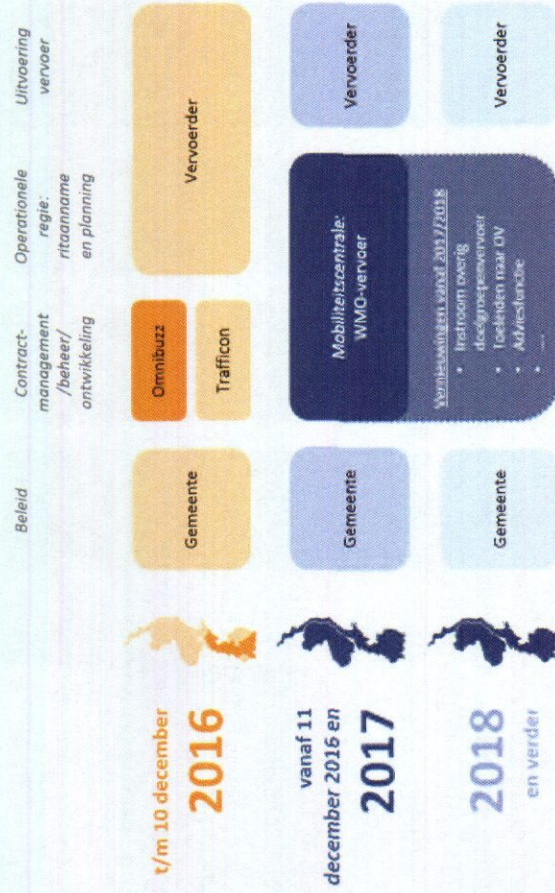 Beleid
Contract-
management
/beheer/
ontwikkeling
Operationele
regie:
ritaanname
en planning
Uitvoering
vervoer
t/m 10 december
2016
Gemeente
Omnibuzz
Trafficon
Vervoerder
vanaf 11
december 2016 en
2017
Gemeente
Mobiliteitscentrale:
WMO-vervoer
Vervoerder
Vernieuwingen vanaf 2017/2018
• Instroom overig
doelgroepenvervoer
• Toeleiden naar OV
• Adviesfunctie
• ...
2018
en verder
Gemeente
Vervoerder